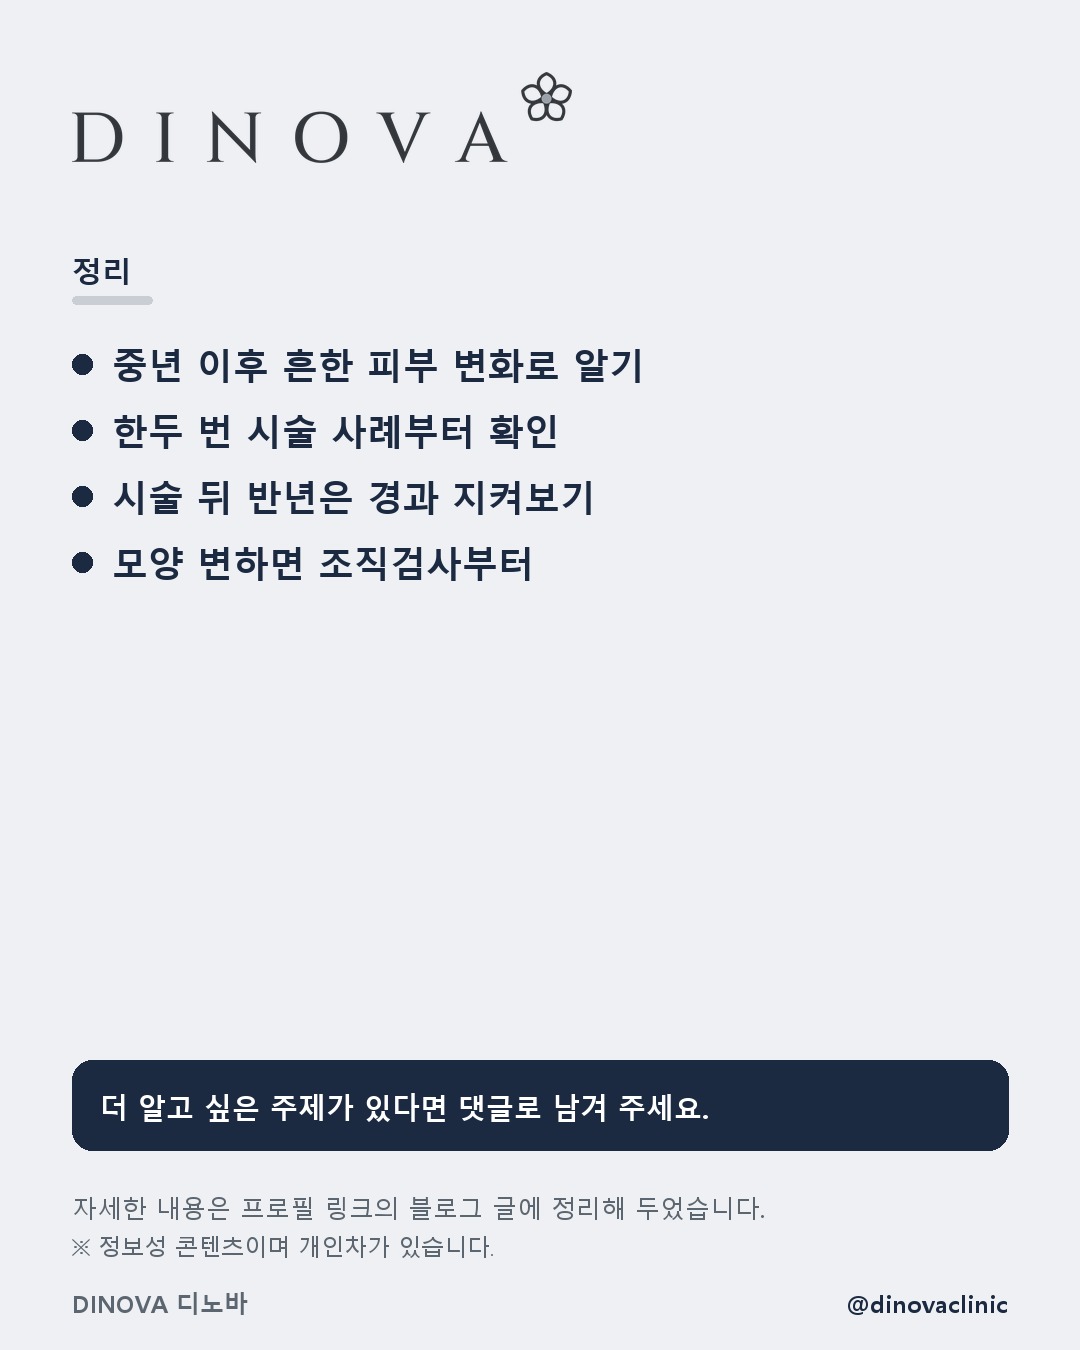 DINOVA
정리
● 중년 이후 흔한 피부 변화로 알기
● 한두 번 시술 사례부터 확인
● 시술 뒤 반년은 경과 지켜보기
● 모양 변하면 조직검사부터
더 알고 싶은 주제가 있다면 댓글로 남겨 주세요.
자세한 내용은 프로필 링크의 블로그 글에 정리해 두었습니다.
※ 정보성 콘텐츠이며 개인차가 있습니다.
DINOVA 디노바
@dinovaclinic